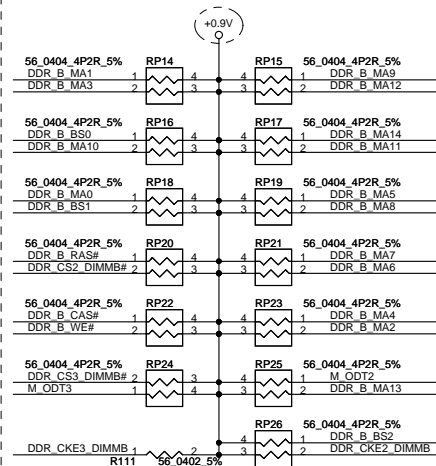 +0.9V
56_0404_4P2R_5% RP14 RP15 56_0404_4P2R_5%
DDR_B_MA1 1 4 4 1 DDR_B_MA9
DDR_B_MA3 2 3 3 2 DDR_B_MA12
56_0404_4P2R_5% RP16 RP17 56_0404_4P2R_5%
DDR_B_BS0 1 4 4 1 DDR_B_MA14
DDR_B_MA10 2 3 3 2 DDR_B_MA11
56_0404_4P2R_5% RP18 RP19 56_0404_4P2R_5%
DDR_B_MA0 1 4 4 1 DDR_B_MA5
DDR_B_BS1 2 3 3 2 DDR_B_MA8
56_0404_4P2R_5% RP20 RP21 56_0404_4P2R_5%
DDR_B_RAS# 1 4 4 1 DDR_B_MA7
DDR_CS2_DIMMB# 2 3 3 2 DDR_B_MA6
56_0404_4P2R_5% RP22 RP23 56_0404_4P2R_5%
DDR_B_CAS# 1 4 4 1 DDR_B_MA4
DDR_B_WE# 2 3 3 2 DDR_B_MA2
56_0404_4P2R_5% RP24 RP25 56_0404_4P2R_5%
DDR_CS3_DIMMB# 2 3 4 1 M_ODT2
M_ODT3 1 4 3 2 DDR_B_MA13
RP26 56_0404_4P2R_5%
4 1 DDR_B_BS2
DDR_CKE3_DIMMB 1 2 3 2 DDR_CKE2_DIMMB
R111 56_0402_5%